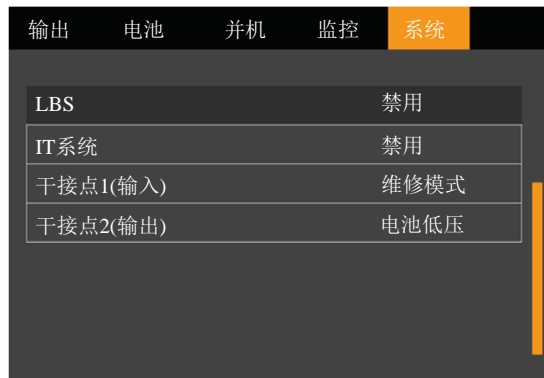 输出 电池 并机 监控 系统
LBS 禁用
IT系统 禁用
干接点1(输入) 维修模式
干接点2(输出) 电池低压